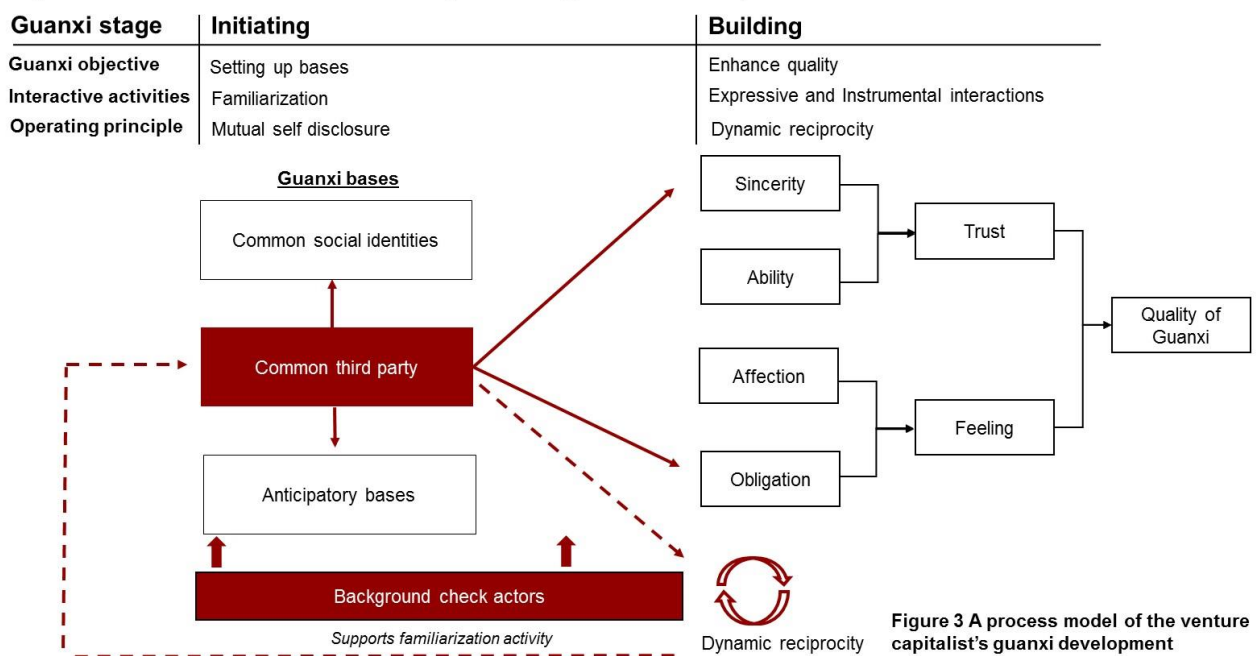 Guanxi stage Initiating Building
Guanxi objective Setting up bases Enhance quality
Interactive activities Familiarization Expressive and Instrumental interactions
Operating principle Mutual self disclosure Dynamic reciprocity
Guanxi bases
Common social identities
Common third party
Anticipatory bases
Background check actors
Supports familiarization activity
Sincerity
Ability
Trust
Affection
Obligation
Feeling
Quality of
Guanxi
Dynamic reciprocity
Figure 3 A process model of the venture
capitalist's guanxi development